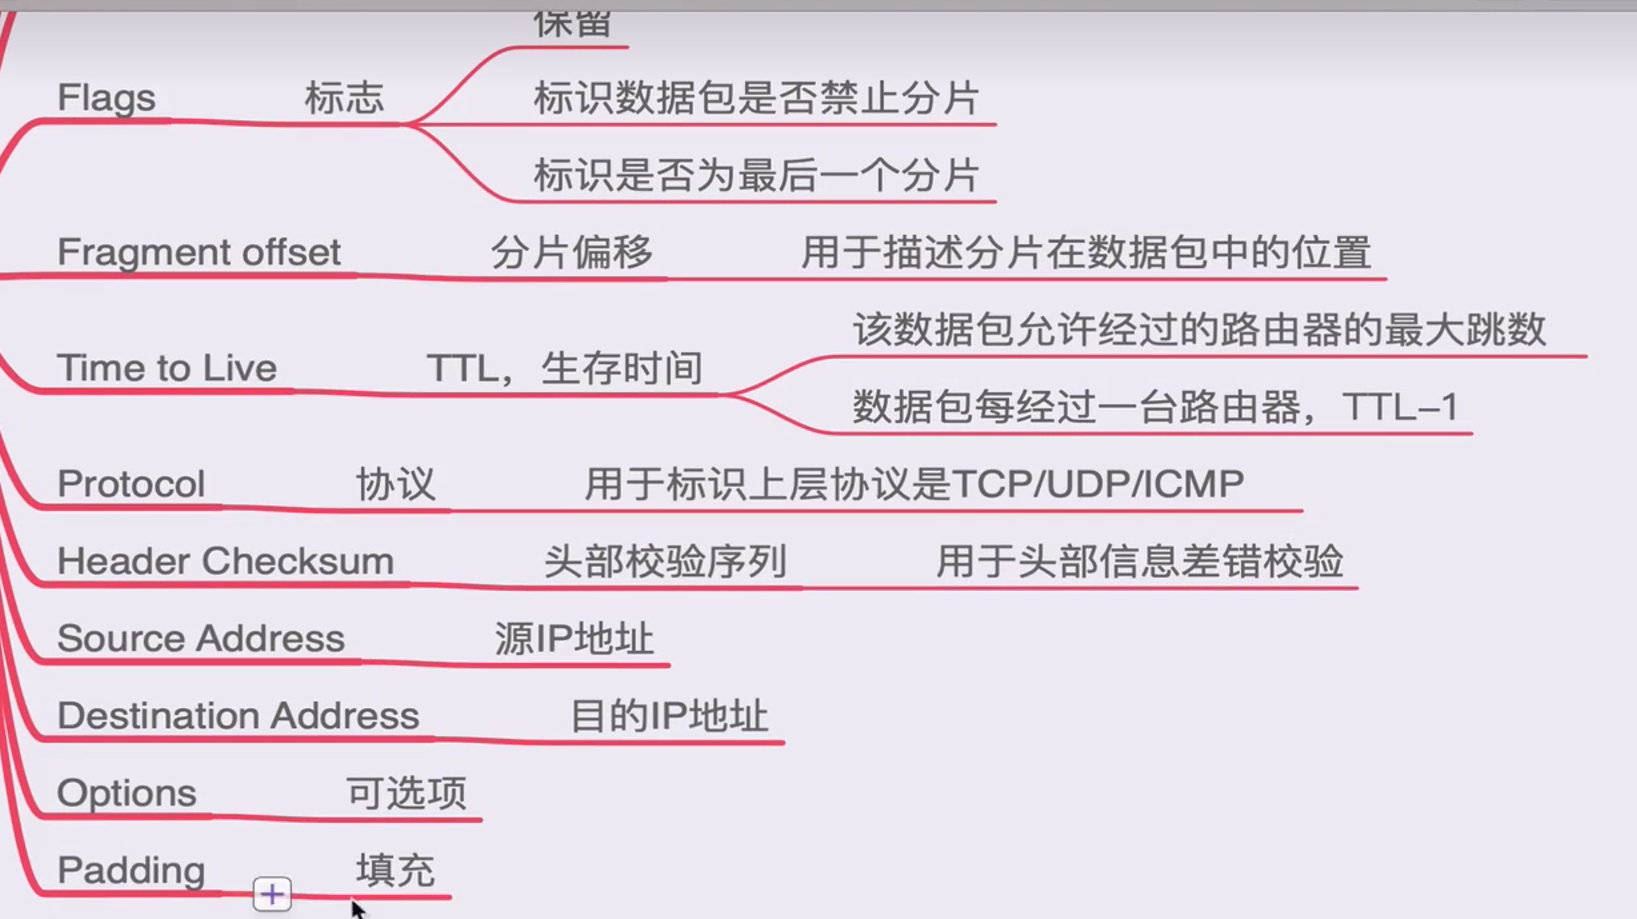 保留
Flags 标志 标识数据包是否禁止分片
标识是否为最后一个分片
Fragment offset 分片偏移 用于描述分片在数据包中的位置
该数据包允许经过的路由器的最大跳数
Time to Live TTL，生存时间
数据包每经过一台路由器，TTL-1
Protocol 协议 用于标识上层协议是TCP/UDP/ICMP
Header Checksum 头部校验序列 用于头部信息差错校验
Source Address 源IP地址
Destination Address 目的IP地址
Options 可选项
Padding 填充